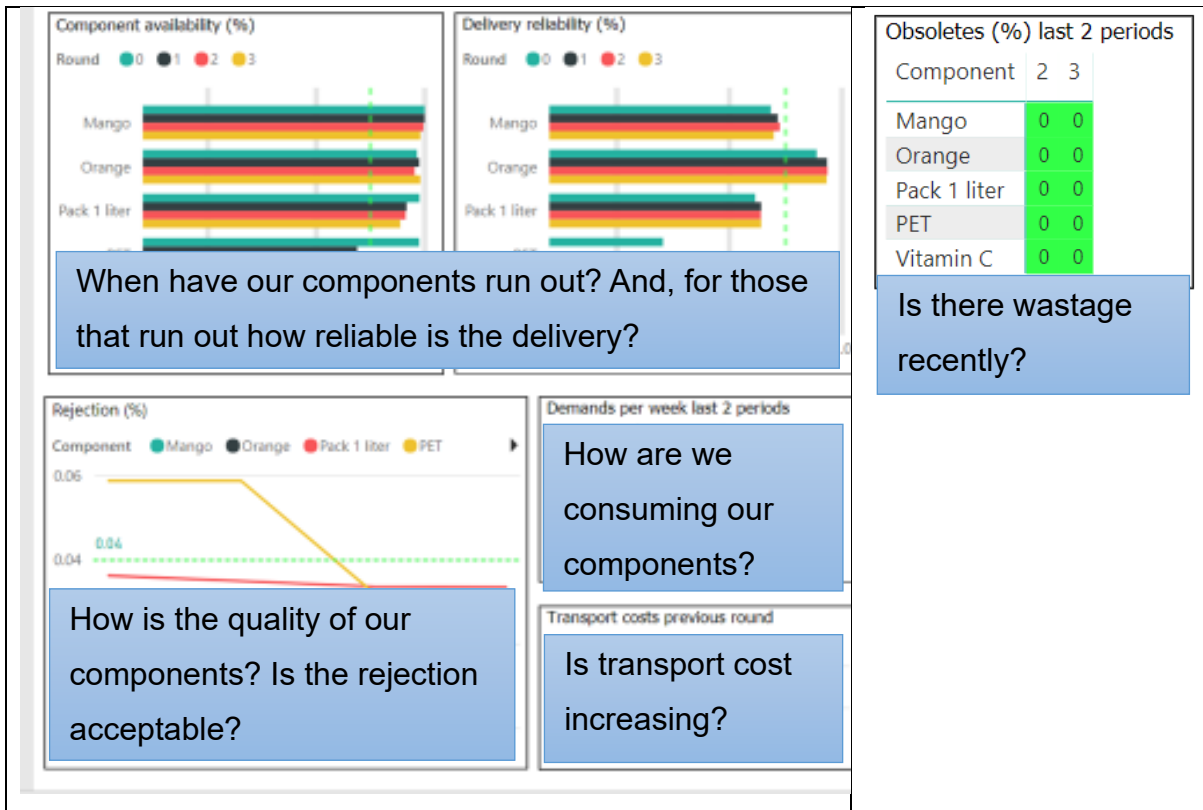 Component availability (%)
Round 0 1 2 3
Mango
Orange
Pack 1 liter
Delivery reliability (%)
Round 0 1 2 3
Mango
Orange
Pack 1 liter
When have our components run out? And, for those
that run out how reliable is the delivery?
Obsoletes (%) last 2 periods
Component 2 3
Mango 0 0
Orange 0 0
Pack 1 liter 0 0
PET 0 0
Vitamin C 0 0
Is there wastage
recently?
Rejection (%)
Component Mango Orange Pack 1 liter PET
0.06
0.04
0.04
How is the quality of our
components? Is the rejection
acceptable?
Demands per week last 2 periods
How are we
consuming our
components?
Transport costs previous round
Is transport cost
increasing?